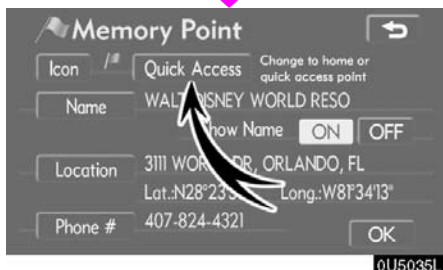 Memory Point
Icon Quick Access Change to home or
quick access point
Name WALT DISNEY WORLD RESO
Show Name ON OFF
Location 3111 WORLD DR, ORLANDO, FL
Lat.:N28°23' Long.:W81°34'13"
Phone # 407-824-4321
OK
0U5035L